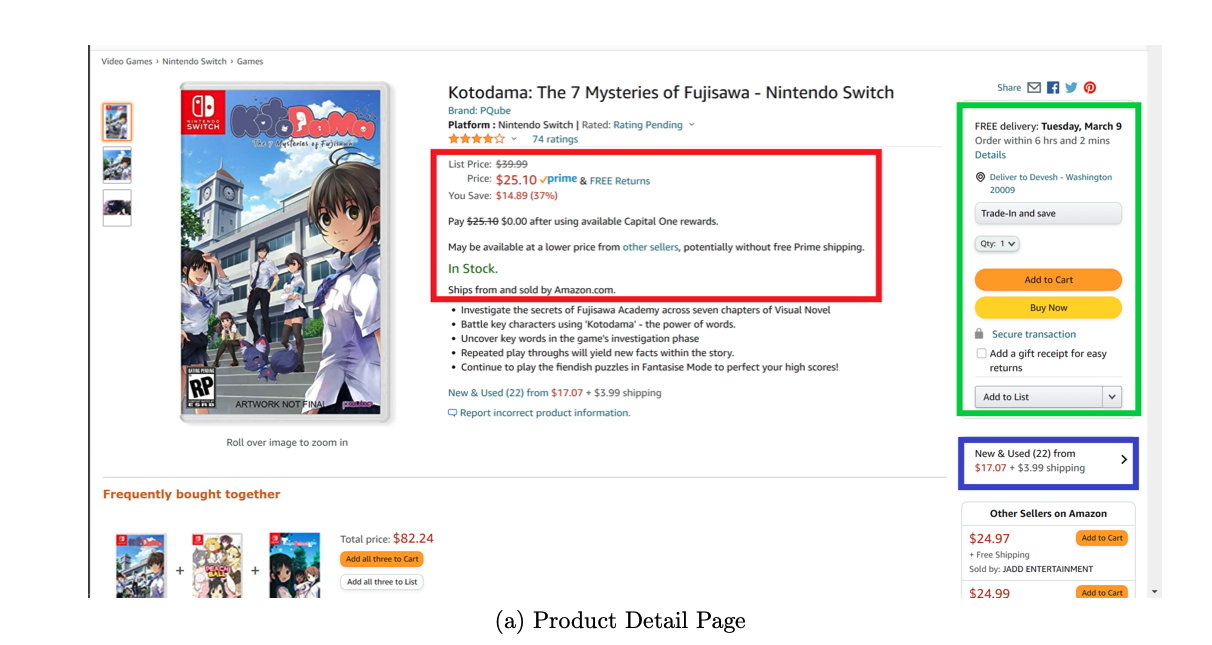 Video Games › Nintendo Switch › Games
NINTENDO
SWITCH
KotoDama
The 7 Mysteries of Fujisawa
RATING PENDING
RP
ESRB
ARTWORK NOT FINAL
Roll over image to zoom in
Kotodama: The 7 Mysteries of Fujisawa - Nintendo Switch
Brand: PQube
Platform : Nintendo Switch | Rated: Rating Pending
74 ratings
List Price: $39.99
Price: $25.10 prime & FREE Returns
You Save: $14.89 (37%)
Pay $25.10 $0.00 after using available Capital One rewards.
May be available at a lower price from other sellers, potentially without free Prime shipping.
In Stock.
Ships from and sold by Amazon.com.
• Investigate the secrets of Fujisawa Academy across seven chapters of Visual Novel
• Battle key characters using 'Kotodama' - the power of words.
• Uncover key words in the game's investigation phase
• Repeated play throughs will yield new facts within the story.
• Continue to play the fiendish puzzles in Fantasise Mode to perfect your high scores!
New & Used (22) from $17.07 + $3.99 shipping
Report incorrect product information.
Share
FREE delivery: Tuesday, March 9
Order within 6 hrs and 2 mins
Details
Deliver to Devesh - Washington
20009
Trade-In and save
Qty: 1
Add to Cart
Buy Now
Secure transaction
Add a gift receipt for easy
returns
Add to List
New & Used (22) from
$17.07 + $3.99 shipping
Other Sellers on Amazon
$24.97
Add to Cart
+ Free Shipping
Sold by: JADD ENTERTAINMENT
$24.99
Add to Cart
Frequently bought together
PEACH
BALL
+
+
Total price: $82.24
Add all three to Cart
Add all three to List
(a) Product Detail Page